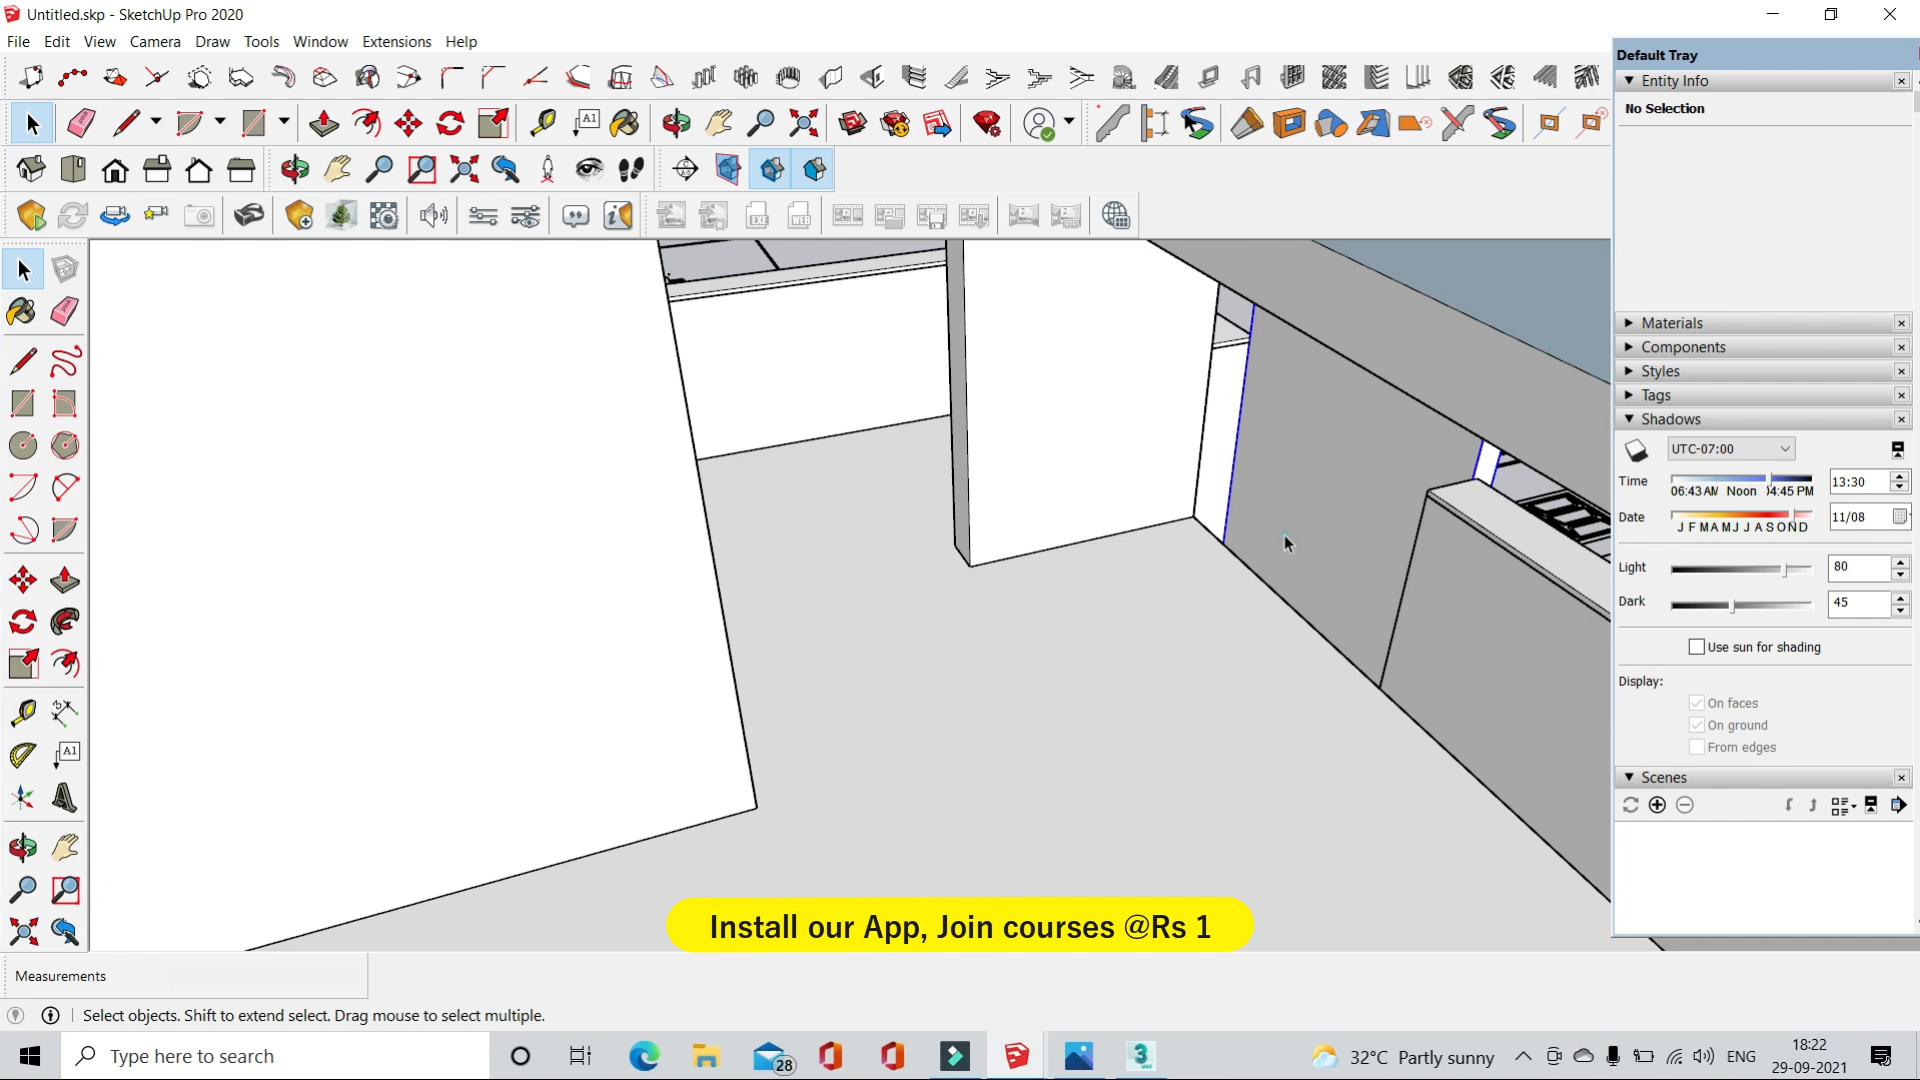 Untitled.skp - SketchUp Pro 2020
File Edit View Camera Draw Tools Window Extensions Help
Default Tray
Entity Info
No Selection
A1
Materials
Components
Styles
Tags
Shadows
UTC-07:00
Time
13:30
06:43 AM Noon 04:45 PM
Date
11/08
J F M A M J J A S O N D
Light
80
Dark
45
Use sun for shading
Display:
On faces
On ground
From edges
Scenes
A1
Install our App, Join courses @Rs 1
Measurements
Select objects. Shift to extend select. Drag mouse to select multiple.
Type here to search
28
3
32°C Partly sunny
ENG
18:22
29-09-2021